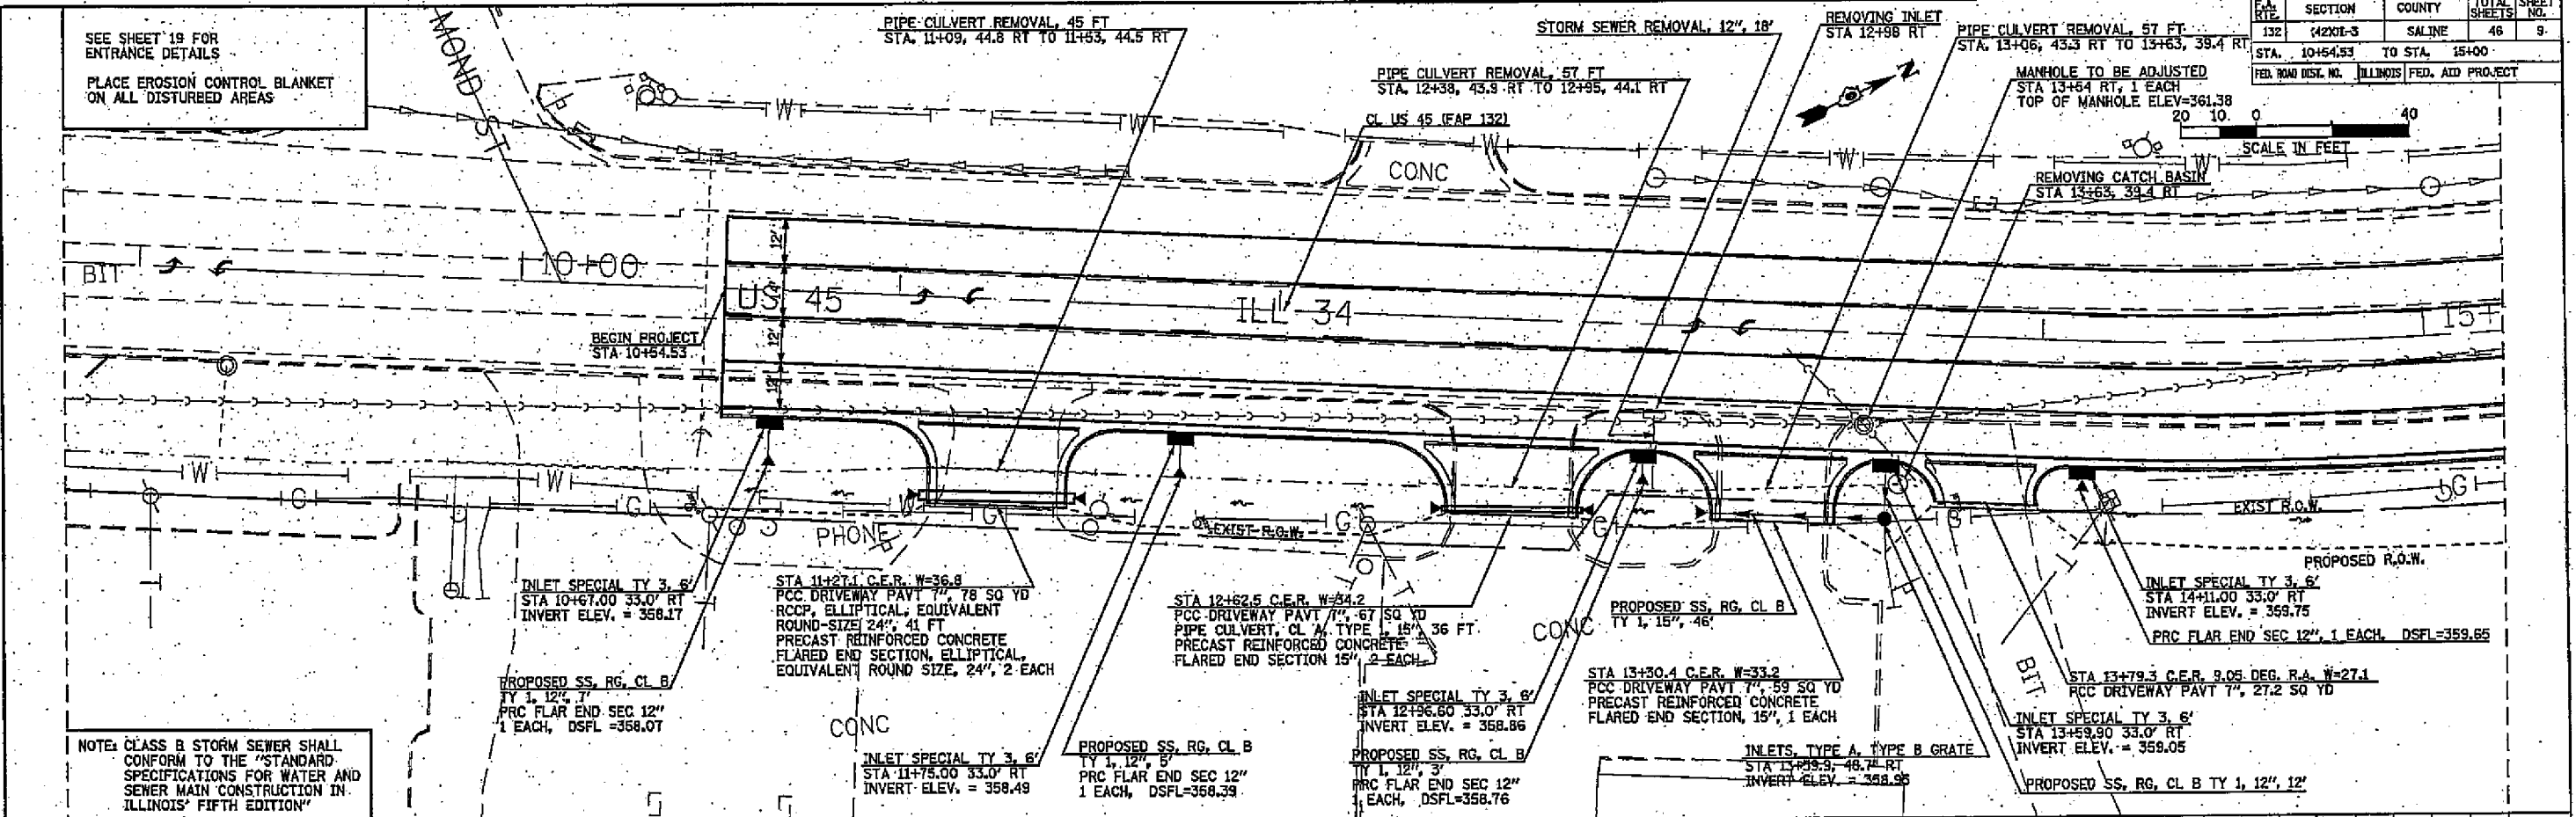 SEE SHEET 19 FOR
ENTRANCE DETAILS
PLACE EROSION CONTROL BLANKET
ON ALL DISTURBED AREAS
MOND ST
PIPE CULVERT REMOVAL, 45 FT
STA. 11+09, 44.8 RT TO 11+53, 44.5 RT
STORM SEWER REMOVAL, 12", 18'
PIPE CULVERT REMOVAL, 57 FT
STA. 12+38, 43.9 RT TO 12+95, 44.1 RT
CL US 45 (FAP 132)
REMOVING INLET
STA 12+98 RT
PIPE CULVERT REMOVAL, 57 FT
STA. 13+06, 43.3 RT TO 13+63, 39.4 RT
MANHOLE TO BE ADJUSTED
STA 13+54 RT, 1 EACH
TOP OF MANHOLE ELEV=361.38
F.A. RTE. SECTION COUNTY TOTAL SHEETS SHEET NO.
132 SALINE 46 9
STA. 10+54.53 TO STA. 15+00
FED. ROAD DIST. NO. ILLINOIS FED. AID PROJECT
N
20 10 0 40
SCALE IN FEET
REMOVING CATCH BASIN
STA 13+63, 39.4 RT
W
W
W
W
W
CONC
BIT
10+00
US 45
ILL 34
15+
12'
14'
12'
12'
BEGIN PROJECT
STA 10+54.53
W
W
W
G
G
G
G
G
G
G
PHONE
EXIST R.O.W.
EXIST R.O.W.
PROPOSED R.O.W.
INLET SPECIAL TY 3, 6'
STA 10+67.00 33.0' RT
INVERT ELEV. = 358.17
PROPOSED SS, RG, CL B
TY 1, 12", 7'
PRC FLAR END SEC 12"
1 EACH, DSFL =358.07
STA 11+27.1 C.E.R. W=36.8
PCC DRIVEWAY PAVT 7", 78 SQ YD
RCCP, ELLIPTICAL, EQUIVALENT
ROUND-SIZE 24", 41 FT
PRECAST REINFORCED CONCRETE
FLARED END SECTION, ELLIPTICAL,
EQUIVALENT ROUND SIZE, 24", 2 EACH
CONC
INLET SPECIAL TY 3, 6'
STA 11+75.00 33.0' RT
INVERT ELEV. = 358.49
PROPOSED SS, RG, CL B
TY 1, 12", 5'
PRC FLAR END SEC 12"
1 EACH, DSFL=358.39
STA 12+62.5 C.E.R. W=34.2
PCC DRIVEWAY PAVT 7", 67 SQ YD
PIPE CULVERT, CL A, TYPE 1, 15", 36 FT
PRECAST REINFORCED CONCRETE
FLARED END SECTION 15", 2 EACH
CONC
INLET SPECIAL TY 3, 6'
STA 12+96.60 33.0' RT
INVERT ELEV. = 358.86
PROPOSED SS, RG, CL B
TY 1, 12", 3'
PRC FLAR END SEC 12"
1 EACH, DSFL=358.76
PROPOSED SS, RG, CL B
TY 1, 15", 46'
STA 13+30.4 C.E.R. W=33.2
PCC DRIVEWAY PAVT 7", 59 SQ YD
PRECAST REINFORCED CONCRETE
FLARED END SECTION, 15", 1 EACH
INLETS, TYPE A, TYPE B GRATE
STA 13+59.9, 48.7' RT
INVERT ELEV. = 358.95
INLET SPECIAL TY 3, 6'
STA 14+11.00 33.0' RT
INVERT ELEV. = 359.75
PRC FLAR END SEC 12", 1 EACH, DSFL=359.65
STA 13+79.3 C.E.R. 9.05 DEG. R.A. W=27.1
PCC DRIVEWAY PAVT 7", 27.2 SQ YD
BIT
INLET SPECIAL TY 3, 6'
STA 13+59.90 33.0' RT
INVERT ELEV. = 359.05
PROPOSED SS, RG, CL B TY 1, 12", 12'
NOTE: CLASS B STORM SEWER SHALL
CONFORM TO THE "STANDARD
SPECIFICATIONS FOR WATER AND
SEWER MAIN CONSTRUCTION IN
ILLINOIS" FIFTH EDITION"